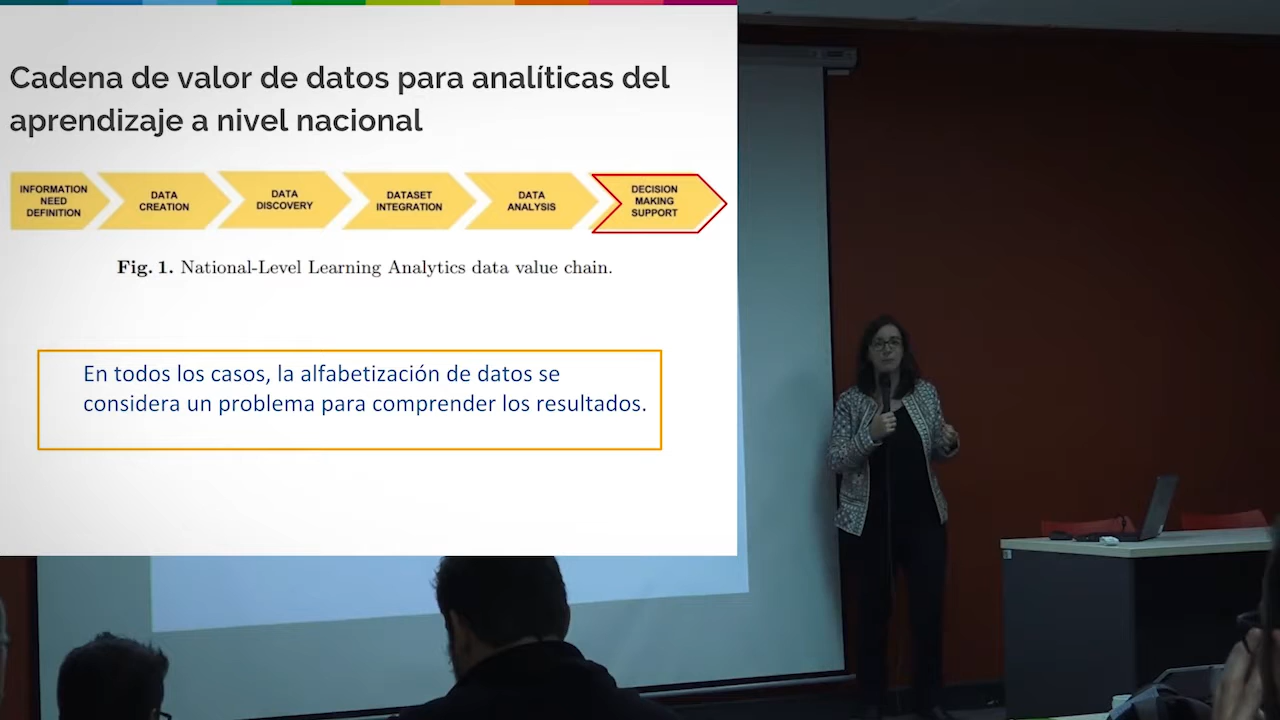 Cadena de valor de datos para analíticas del
aprendizaje a nivel nacional
INFORMATION
NEED
DEFINITION
DATA
CREATION
DATA
DISCOVERY
DATASET
INTEGRATION
DATA
ANALYSIS
DECISION
MAKING
SUPPORT
Fig. 1. National-Level Learning Analytics data value chain.
En todos los casos, la alfabetización de datos se
considera un problema para comprender los resultados.